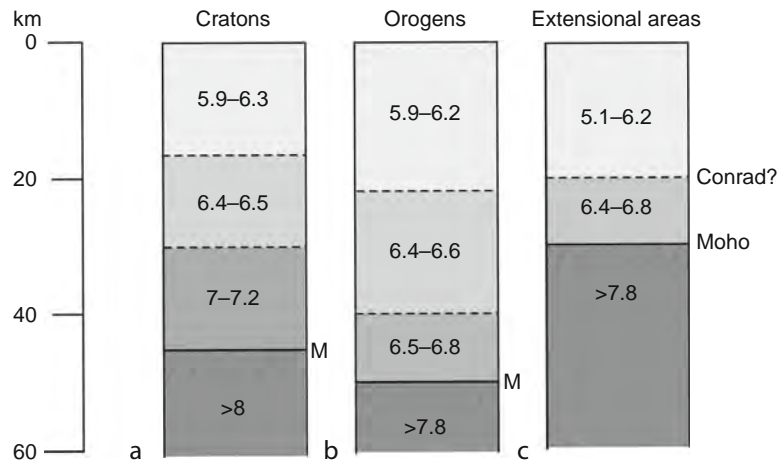 km
Cratons
Orogens
Extensional areas
0
5.9–6.3
5.9–6.2
5.1–6.2
20
Conrad?
6.4–6.5
6.4–6.8
Moho
6.4–6.6
7–7.2
>7.8
40
6.5–6.8
M
M
>8
>7.8
60
a
b
c